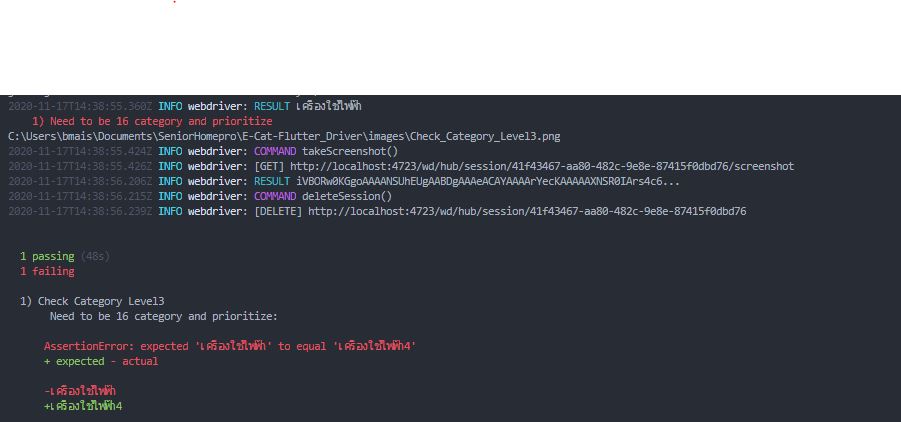 2020-11-17T14:38:55.360Z INFO webdriver: RESULT เครื่องใช้ไฟฟ้า
1) Need to be 16 category and prioritize
C:\Users\bmais\Documents\SeniorHomepro\E-Cat-Flutter_Driver\images\Check_Category_Level3.png
2020-11-17T14:38:55.424Z INFO webdriver: COMMAND takeScreenshot()
2020-11-17T14:38:55.426Z INFO webdriver: [GET] http://localhost:4723/wd/hub/session/41f43467-aa80-482c-9e8e-87415f0dbd76/screenshot
2020-11-17T14:38:56.206Z INFO webdriver: RESULT iVBORw0KGgoAAAANSUhEUgAABDgAAAeACAYAAAArYecKAAAAAXNSR0IArs4c6...
2020-11-17T14:38:56.215Z INFO webdriver: COMMAND deleteSession()
2020-11-17T14:38:56.239Z INFO webdriver: [DELETE] http://localhost:4723/wd/hub/session/41f43467-aa80-482c-9e8e-87415f0dbd76
1 passing (48s)
1 failing
1) Check Category Level3
Need to be 16 category and prioritize:
AssertionError: expected 'เครื่องใช้ไฟฟ้า' to equal 'เครื่องใช้ไฟฟ้า4'
+ expected - actual
-เครื่องใช้ไฟฟ้า
+เครื่องใช้ไฟฟ้า4